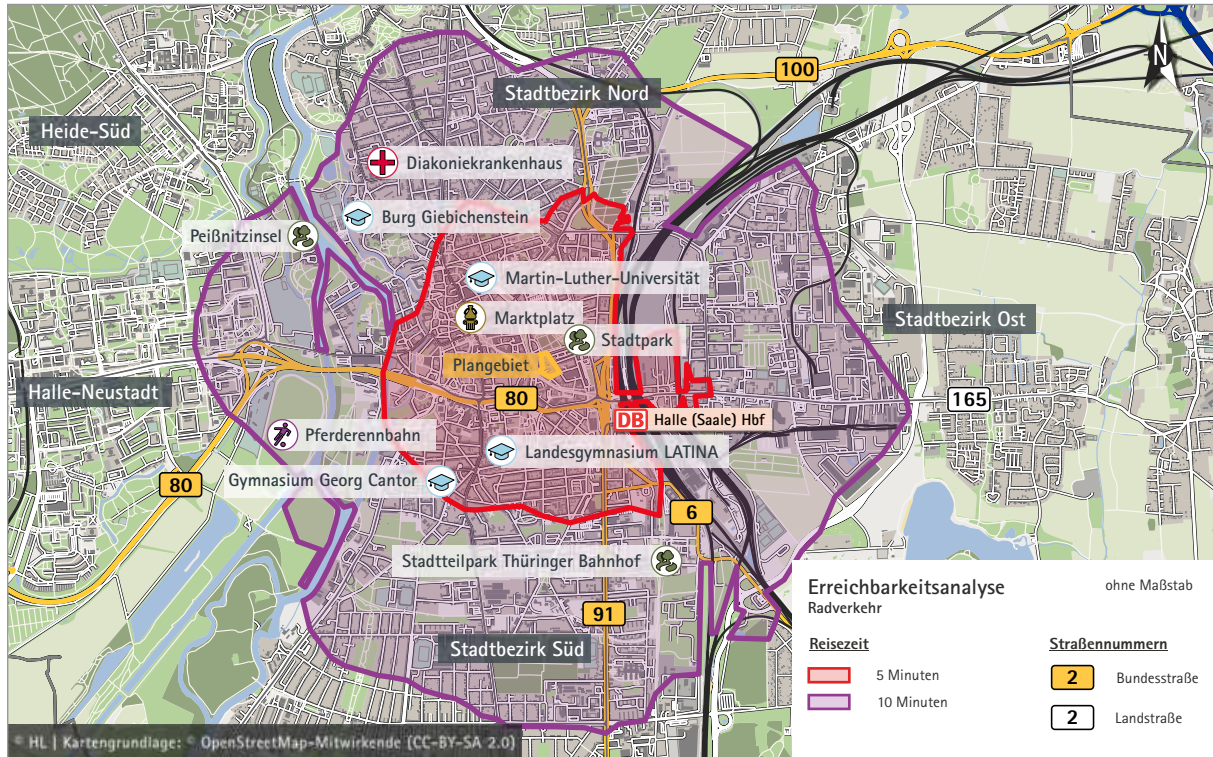 100
N
Stadtbezirk Nord
Heide-Süd
Diakoniekrankenhaus
Burg Giebichenstein
Peißnitzinsel
Martin-Luther-Universität
Marktplatz
Stadtbezirk Ost
Stadtpark
Plangebiet
Halle-Neustadt
80
165
DB Halle (Saale) Hbf
Pferderennbahn
Landesgymnasium LATINA
Gymnasium Georg Cantor
80
6
Stadtteilpark Thüringer Bahnhof
91
Stadtbezirk Süd
Erreichbarkeitsanalyse
ohne Maßstab
Radverkehr
Reisezeit
5 Minuten
10 Minuten
Straßennummern
2 Bundesstraße
2 Landstraße
© HL | Kartengrundlage: © OpenStreetMap-Mitwirkende (CC-BY-SA 2.0)